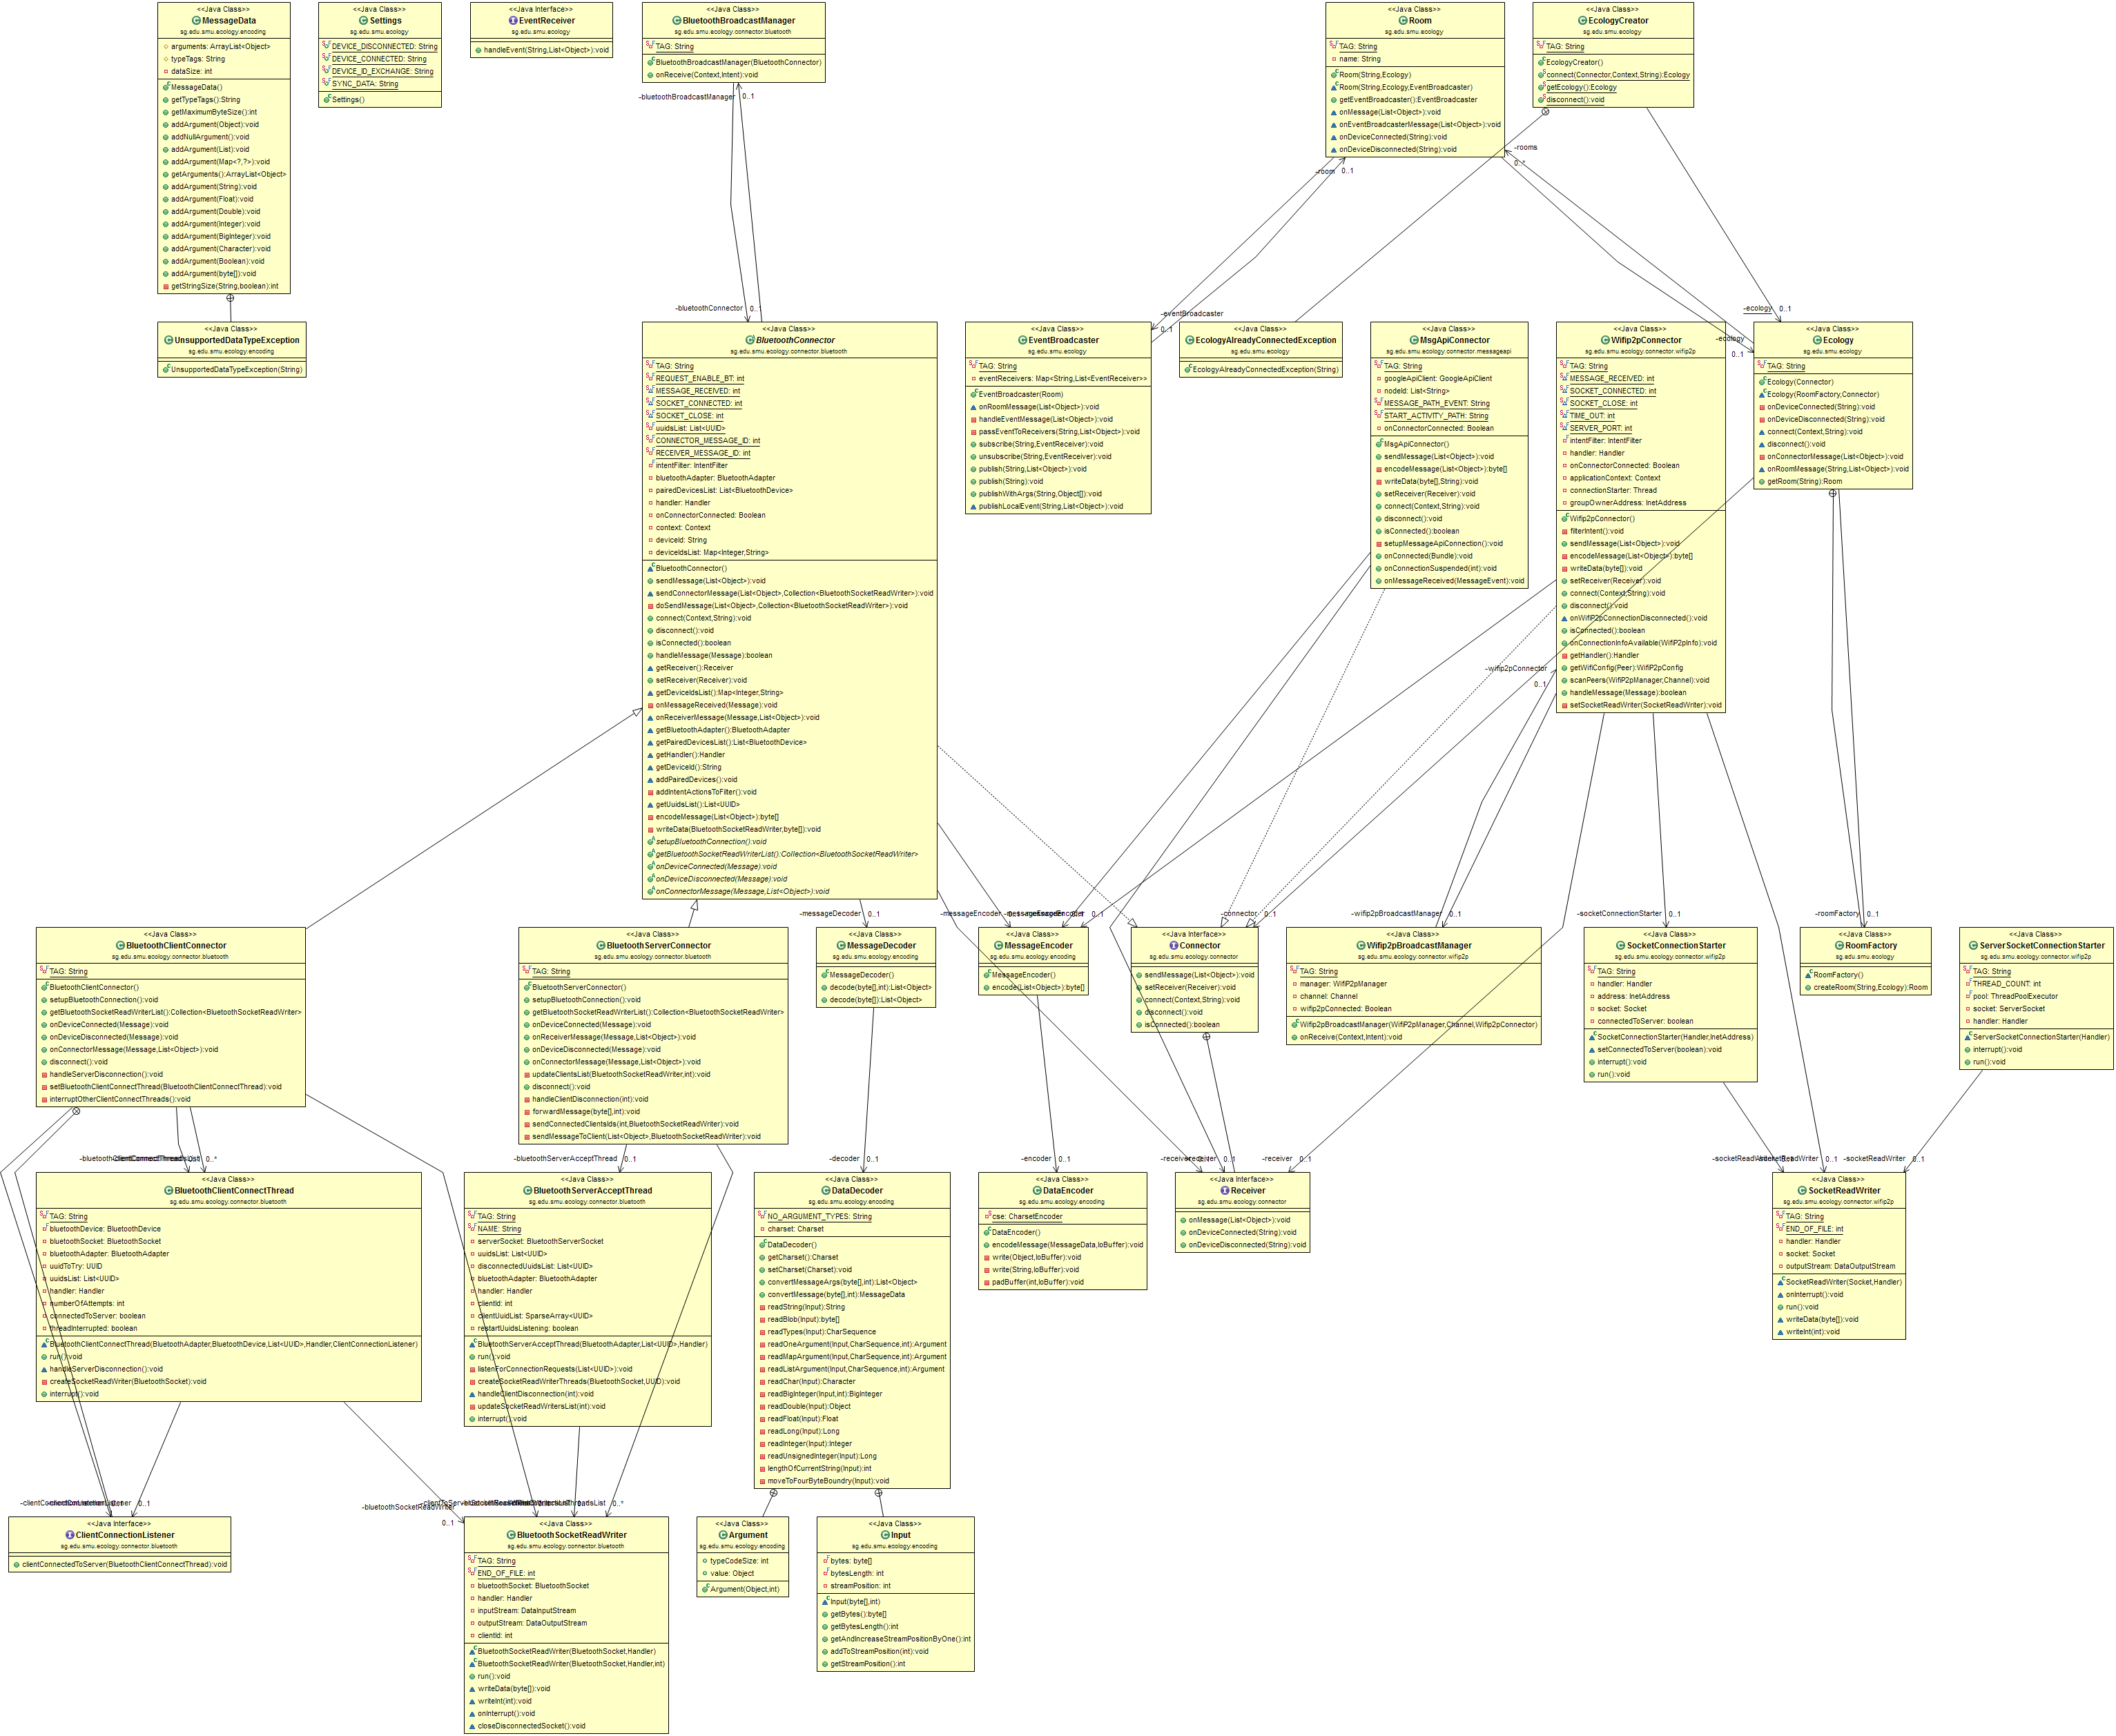 <<Java Class>>
MessageData
sg.edu.smu.ecology.encoding
arguments: ArrayList<Object>
typeTags: String
dataSize: int
MessageData()
getTypeTags():String
getMaximumByteSize():int
addArgument(Object):void
addNullArgument():void
addArgument(List):void
addArgument(Map<?,?>):void
getArguments():ArrayList<Object>
addArgument(String):void
addArgument(Float):void
addArgument(Double):void
addArgument(Integer):void
addArgument(BigInteger):void
addArgument(Character):void
addArgument(Boolean):void
addArgument(byte[]):void
getStringSize(String,boolean):int
<<Java Class>>
Settings
sg.edu.smu.ecology
DEVICE_DISCONNECTED: String
DEVICE_CONNECTED: String
DEVICE_ID_EXCHANGE: String
SYNC_DATA: String
Settings()
<<Java Interface>>
EventReceiver
sg.edu.smu.ecology
handleEvent(String,List<Object>):void
<<Java Class>>
BluetoothBroadcastManager
sg.edu.smu.ecology.connector.bluetooth
TAG: String
BluetoothBroadcastManager(BluetoothConnector)
onReceive(Context,Intent):void
-bluetoothBroadcastManager 0..1
<<Java Class>>
Room
sg.edu.smu.ecology
TAG: String
name: String
Room(String,Ecology)
Room(String,Ecology,EventBroadcaster)
getEventBroadcaster():EventBroadcaster
onMessage(List<Object>):void
onEventBroadcasterMessage(List<Object>):void
onDeviceConnected(String):void
onDeviceDisconnected(String):void
-room 0..1
-rooms
0..*
<<Java Class>>
EcologyCreator
sg.edu.smu.ecology
TAG: String
EcologyCreator()
connect(Connector,Context,String):Ecology
getEcology():Ecology
disconnect():void
<<Java Class>>
UnsupportedDataTypeException
sg.edu.smu.ecology.encoding
UnsupportedDataTypeException(String)
-bluetoothConnector 0..1
<<Java Class>>
BluetoothConnector
sg.edu.smu.ecology.connector.bluetooth
TAG: String
REQUEST_ENABLE_BT: int
MESSAGE_RECEIVED: int
SOCKET_CONNECTED: int
SOCKET_CLOSE: int
uuidsList: List<UUID>
CONNECTOR_MESSAGE_ID: int
RECEIVER_MESSAGE_ID: int
intentFilter: IntentFilter
bluetoothAdapter: BluetoothAdapter
pairedDevicesList: List<BluetoothDevice>
handler: Handler
onConnectorConnected: Boolean
context: Context
deviceId: String
deviceIdsList: Map<Integer,String>
BluetoothConnector()
sendMessage(List<Object>):void
sendConnectorMessage(List<Object>,Collection<BluetoothSocketReadWriter>):void
doSendMessage(List<Object>,Collection<BluetoothSocketReadWriter>):void
connect(Context,String):void
disconnect():void
isConnected():boolean
handleMessage(Message):boolean
getReceiver():Receiver
setReceiver(Receiver):void
getDeviceIdsList():Map<Integer,String>
onMessageReceived(Message):void
onReceiverMessage(Message,List<Object>):void
getBluetoothAdapter():BluetoothAdapter
getPairedDevicesList():List<BluetoothDevice>
getHandler():Handler
getDeviceId():String
addPairedDevices():void
addIntentActionsToFilter():void
getUuidsList():List<UUID>
encodeMessage(List<Object>):byte[]
writeData(BluetoothSocketReadWriter,byte[]):void
setupBluetoothConnection():void
getBluetoothSocketReadWriterList():Collection<BluetoothSocketReadWriter>
onDeviceConnected(Message):void
onDeviceDisconnected(Message):void
onConnectorMessage(Message,List<Object>):void
-eventBroadcaster
0..1
<<Java Class>>
EventBroadcaster
sg.edu.smu.ecology
TAG: String
eventReceivers: Map<String,List<EventReceiver>>
EventBroadcaster(Room)
onRoomMessage(List<Object>):void
handleEventMessage(List<Object>):void
passEventToReceivers(String,List<Object>):void
subscribe(String,EventReceiver):void
unsubscribe(String,EventReceiver):void
publish(String,List<Object>):void
publish(String):void
publishWithArgs(String,Object[]):void
publishLocalEvent(String,List<Object>):void
<<Java Class>>
EcologyAlreadyConnectedException
sg.edu.smu.ecology
EcologyAlreadyConnectedException(String)
<<Java Class>>
MsgApiConnector
sg.edu.smu.ecology.connector.messageapi
TAG: String
googleApiClient: GoogleApiClient
nodeId: List<String>
MESSAGE_PATH_EVENT: String
START_ACTIVITY_PATH: String
onConnectorConnected: Boolean
MsgApiConnector()
sendMessage(List<Object>):void
encodeMessage(List<Object>):byte[]
writeData(byte[],String):void
setReceiver(Receiver):void
connect(Context,String):void
disconnect():void
isConnected():boolean
setupMessageApiConnection():void
onConnected(Bundle):void
onConnectionSuspended(int):void
onMessageReceived(MessageEvent):void
<<Java Class>>
Wifip2pConnector
sg.edu.smu.ecology.connector.wifip2p
TAG: String
MESSAGE_RECEIVED: int
SOCKET_CONNECTED: int
SOCKET_CLOSE: int
TIME_OUT: int
SERVER_PORT: int
intentFilter: IntentFilter
handler: Handler
onConnectorConnected: Boolean
applicationContext: Context
connectionStarter: Thread
groupOwnerAddress: InetAddress
Wifip2pConnector()
filterIntent():void
sendMessage(List<Object>):void
encodeMessage(List<Object>):byte[]
writeData(byte[]):void
setReceiver(Receiver):void
connect(Context,String):void
disconnect():void
onWifiP2pConnectionDisconnected():void
isConnected():boolean
onConnectionInfoAvailable(WifiP2pInfo):void
getHandler():Handler
getWifiConfig(Peer):WifiP2pConfig
scanPeers(WifiP2pManager,Channel):void
handleMessage(Message):boolean
setSocketReadWriter(SocketReadWriter):void
-wifip2pConnector
0..1
-ecology 0..1
-ecology
0..1
<<Java Class>>
Ecology
sg.edu.smu.ecology
TAG: String
Ecology(Connector)
Ecology(RoomFactory,Connector)
onDeviceConnected(String):void
onDeviceDisconnected(String):void
connect(Context,String):void
disconnect():void
onConnectorMessage(List<Object>):void
onRoomMessage(String,List<Object>):void
getRoom(String):Room
<<Java Class>>
BluetoothClientConnector
sg.edu.smu.ecology.connector.bluetooth
TAG: String
BluetoothClientConnector()
setupBluetoothConnection():void
getBluetoothSocketReadWriterList():Collection<BluetoothSocketReadWriter>
onDeviceConnected(Message):void
onDeviceDisconnected(Message):void
onConnectorMessage(Message,List<Object>):void
disconnect():void
handleServerDisconnection():void
setBluetoothClientConnectThread(BluetoothClientConnectThread):void
interruptOtherClientConnectThreads():void
<<Java Class>>
BluetoothServerConnector
sg.edu.smu.ecology.connector.bluetooth
TAG: String
BluetoothServerConnector()
setupBluetoothConnection():void
getBluetoothSocketReadWriterList():Collection<BluetoothSocketReadWriter>
onDeviceConnected(Message):void
onReceiverMessage(Message,List<Object>):void
onDeviceDisconnected(Message):void
onConnectorMessage(Message,List<Object>):void
updateClientsList(BluetoothSocketReadWriter,int):void
disconnect():void
handleClientDisconnection(int):void
forwardMessage(byte[],int):void
sendConnectedClientsIds(int,BluetoothSocketReadWriter):void
sendMessageToClient(List<Object>,BluetoothSocketReadWriter):void
-messageDecoder 0..1
<<Java Class>>
MessageDecoder
sg.edu.smu.ecology.encoding
MessageDecoder()
decode(byte[],int):List<Object>
decode(byte[]):List<Object>
-messageEncoder 0..1
<<Java Class>>
MessageEncoder
sg.edu.smu.ecology.encoding
MessageEncoder()
encode(List<Object>):byte[]
-connector 0..1
<<Java Interface>>
Connector
sg.edu.smu.ecology.connector
sendMessage(List<Object>):void
setReceiver(Receiver):void
connect(Context,String):void
disconnect():void
isConnected():boolean
-wifip2pBroadcastManager 0..1
<<Java Class>>
Wifip2pBroadcastManager
sg.edu.smu.ecology.connector.wifip2p
TAG: String
manager: WifiP2pManager
channel: Channel
wifip2pConnected: Boolean
Wifip2pBroadcastManager(WifiP2pManager,Channel,Wifip2pConnector)
onReceive(Context,Intent):void
-socketConnectionStarter 0..1
<<Java Class>>
SocketConnectionStarter
sg.edu.smu.ecology.connector.wifip2p
TAG: String
handler: Handler
address: InetAddress
socket: Socket
connectedToServer: boolean
SocketConnectionStarter(Handler,InetAddress)
setConnectedToServer(boolean):void
interrupt():void
run():void
-roomFactory 0..1
<<Java Class>>
RoomFactory
sg.edu.smu.ecology
RoomFactory()
createRoom(String,Ecology):Room
<<Java Class>>
ServerSocketConnectionStarter
sg.edu.smu.ecology.connector.wifip2p
TAG: String
THREAD_COUNT: int
pool: ThreadPoolExecutor
socket: ServerSocket
handler: Handler
ServerSocketConnectionStarter(Handler)
interrupt():void
run():void
<<Java Class>>
BluetoothClientConnectThread
sg.edu.smu.ecology.connector.bluetooth
TAG: String
bluetoothDevice: BluetoothDevice
bluetoothSocket: BluetoothSocket
bluetoothAdapter: BluetoothAdapter
uuidToTry: UUID
uuidsList: List<UUID>
handler: Handler
numberOfAttempts: int
connectedToServer: boolean
threadInterrupted: boolean
BluetoothClientConnectThread(BluetoothAdapter,BluetoothDevice,List<UUID>,Handler,ClientConnectionListener)
run():void
handleServerDisconnection():void
createSocketReadWriter(BluetoothSocket):void
interrupt():void
-bluetoothServerAcceptThread 0..1
<<Java Class>>
BluetoothServerAcceptThread
sg.edu.smu.ecology.connector.bluetooth
TAG: String
NAME: String
serverSocket: BluetoothServerSocket
uuidsList: List<UUID>
disconnectedUuidsList: List<UUID>
bluetoothAdapter: BluetoothAdapter
handler: Handler
clientId: int
clientUuidList: SparseArray<UUID>
restartUuidsListening: boolean
BluetoothServerAcceptThread(BluetoothAdapter,List<UUID>,Handler)
run():void
listenForConnectionRequests(List<UUID>):void
createSocketReadWriterThreads(BluetoothSocket,UUID):void
handleClientDisconnection(int):void
updateSocketReadWritersList(int):void
interrupt():void
-decoder 0..1
<<Java Class>>
DataDecoder
sg.edu.smu.ecology.encoding
NO_ARGUMENT_TYPES: String
charset: Charset
DataDecoder()
getCharset():Charset
setCharset(Charset):void
convertMessageArgs(byte[],int):List<Object>
convertMessage(byte[],int):MessageData
readString(Input):String
readBlob(Input):byte[]
readTypes(Input):CharSequence
readOneArgument(Input,CharSequence,int):Argument
readMapArgument(Input,CharSequence,int):Argument
readListArgument(Input,CharSequence,int):Argument
readChar(Input):Character
readBigInteger(Input,int):BigInteger
readDouble(Input):Object
readFloat(Input):Float
readLong(Input):Long
readInteger(Input):Integer
readUnsignedInteger(Input):Long
lengthOfCurrentString(Input):int
moveToFourByteBoundry(Input):void
-encoder 0..1
<<Java Class>>
DataEncoder
sg.edu.smu.ecology.encoding
cse: CharsetEncoder
DataEncoder()
encodeMessage(MessageData,IoBuffer):void
write(Object,IoBuffer):void
write(String,IoBuffer):void
padBuffer(int,IoBuffer):void
-receiver 0..1
<<Java Interface>>
Receiver
sg.edu.smu.ecology.connector
onMessage(List<Object>):void
onDeviceConnected(String):void
onDeviceDisconnected(String):void
-socketReadWriter 0..1
<<Java Class>>
SocketReadWriter
sg.edu.smu.ecology.connector.wifip2p
TAG: String
END_OF_FILE: int
handler: Handler
socket: Socket
outputStream: DataOutputStream
SocketReadWriter(Socket,Handler)
onInterrupt():void
run():void
writeData(byte[]):void
writeInt(int):void
<<Java Interface>>
ClientConnectionListener
sg.edu.smu.ecology.connector.bluetooth
clientConnectedToServer(BluetoothClientConnectThread):void
-bluetoothSocketReadWriter
0..1
<<Java Class>>
BluetoothSocketReadWriter
sg.edu.smu.ecology.connector.bluetooth
TAG: String
END_OF_FILE: int
bluetoothSocket: BluetoothSocket
handler: Handler
inputStream: DataInputStream
outputStream: DataOutputStream
clientId: int
BluetoothSocketReadWriter(BluetoothSocket,Handler)
BluetoothSocketReadWriter(BluetoothSocket,Handler,int)
run():void
writeData(byte[]):void
writeInt(int):void
onInterrupt():void
closeDisconnectedSocket():void
<<Java Class>>
Argument
sg.edu.smu.ecology.encoding
typeCodeSize: int
value: Object
Argument(Object,int)
<<Java Class>>
Input
sg.edu.smu.ecology.encoding
bytes: byte[]
bytesLength: int
streamPosition: int
Input(byte[],int)
getBytes():byte[]
getBytesLength():int
getAndIncreaseStreamPositionByOne():int
addToStreamPosition(int):void
getStreamPosition():int